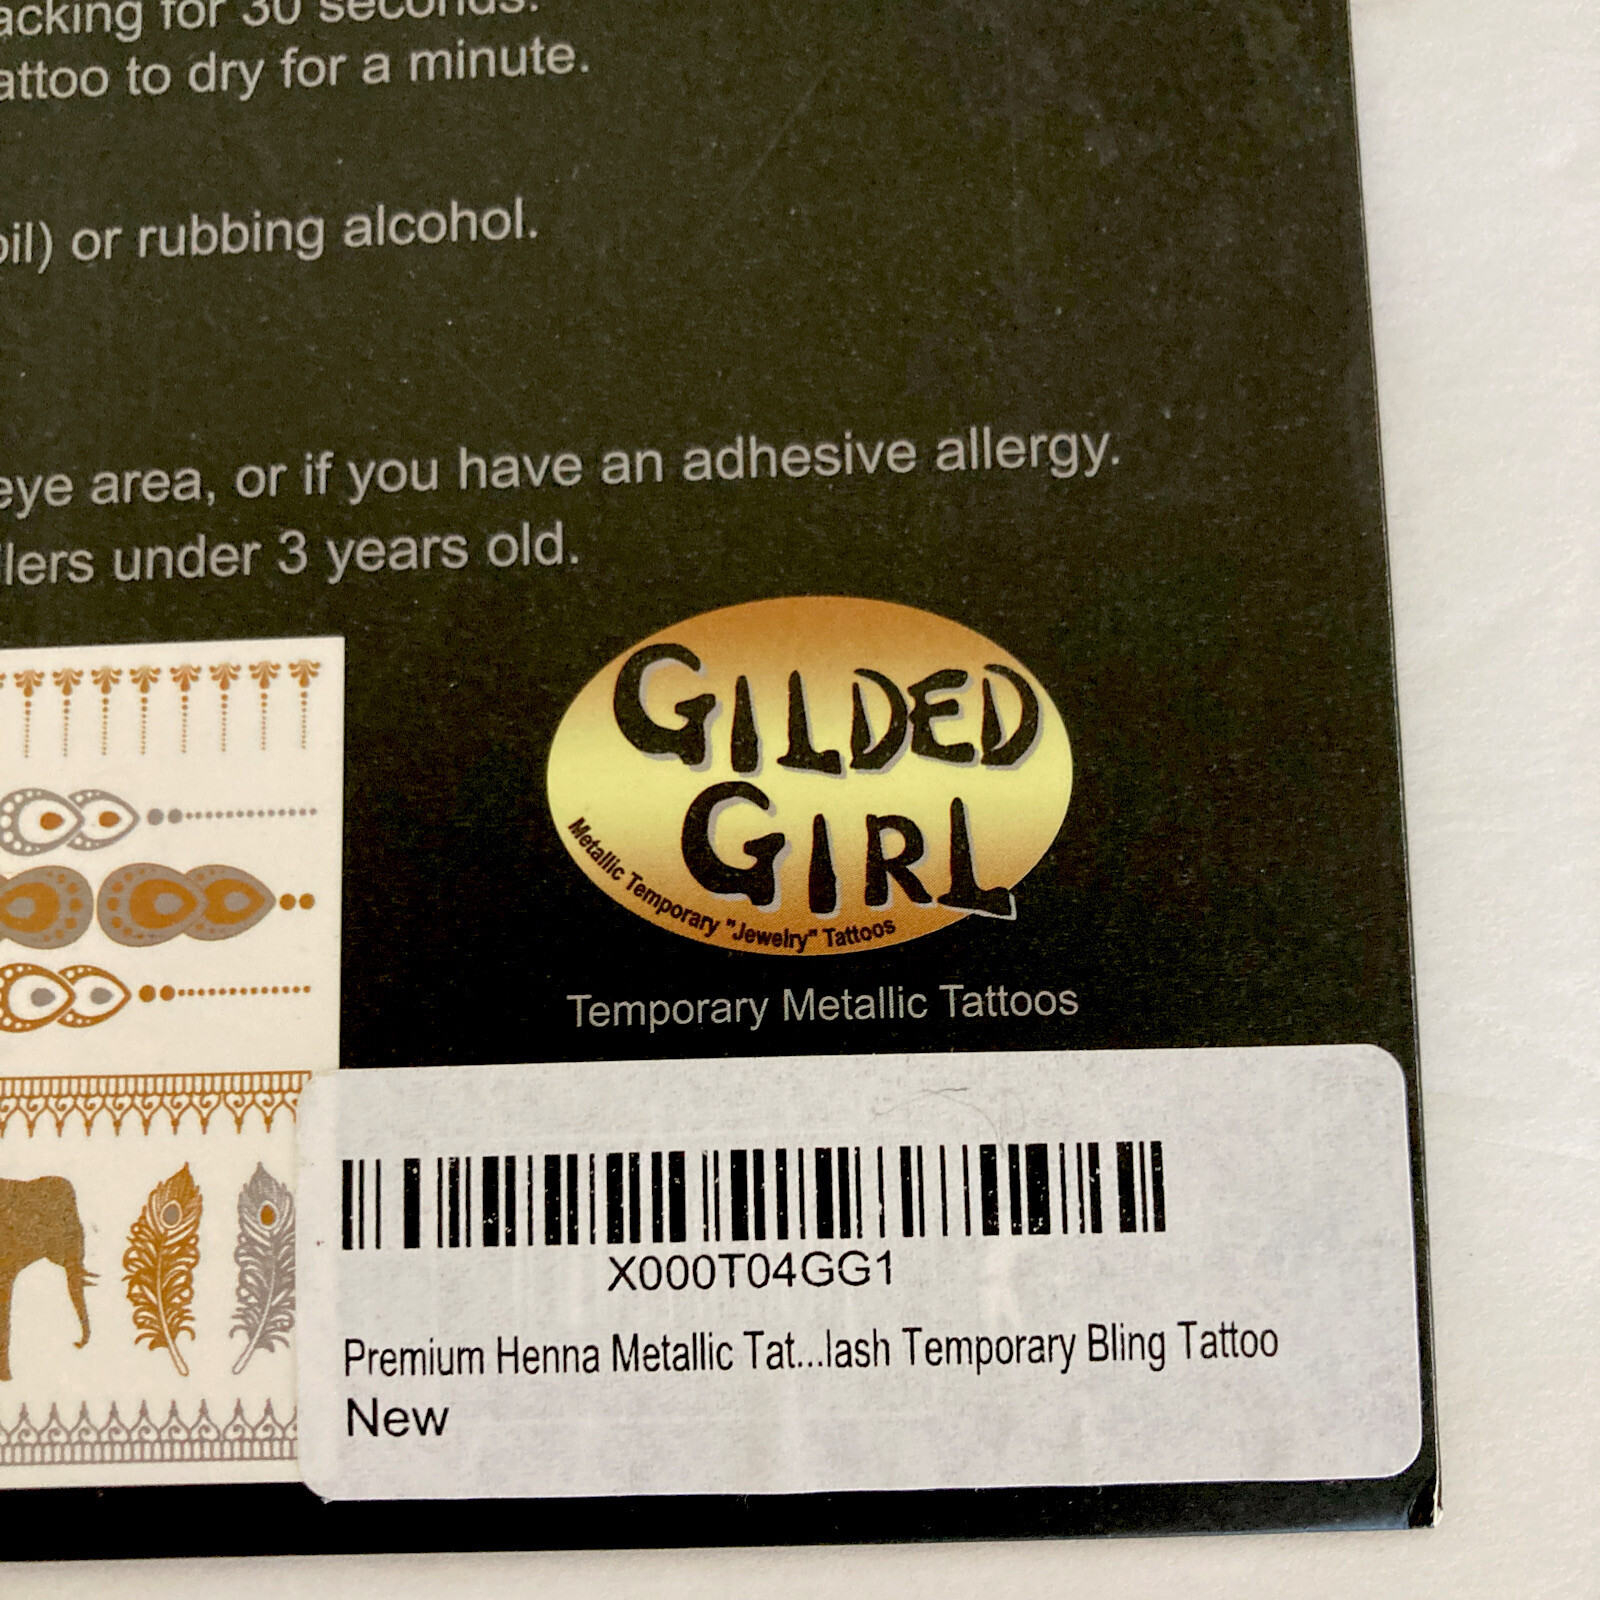 acking for 30 seconds.
attoo to dry for a minute.
oil) or rubbing alcohol.
eye area, or if you have an adhesive allergy.
llers under 3 years old.
GILDED
GIRL
Metallic Temporary "Jewelry" Tattoos
Temporary Metallic Tattoos
X000T04GG1
Premium Henna Metallic Tat...lash Temporary Bling Tattoo
New